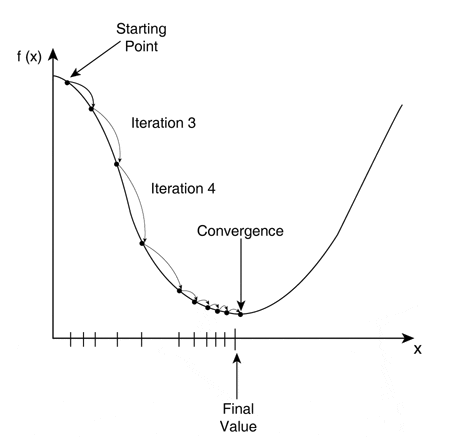 Starting
Point
f (x)
Iteration 3
Iteration 4
Convergence
x
Final
Value